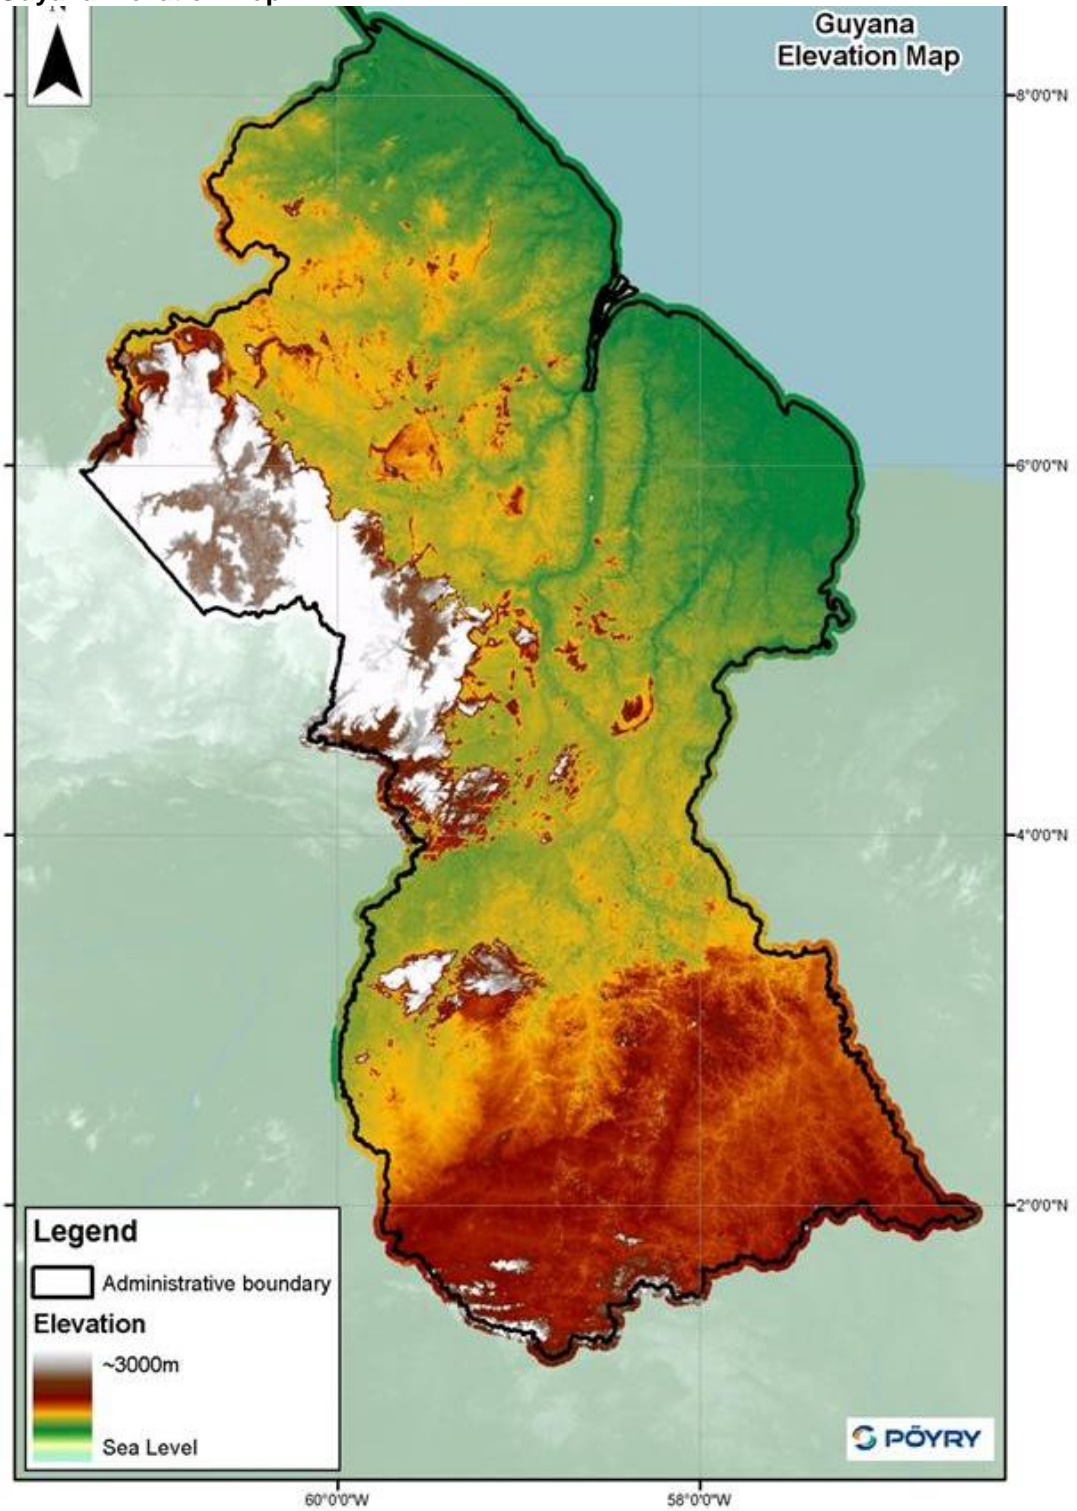 N
Guyana
Elevation Map
8°0'0"N
6°0'0"N
4°0'0"N
2°0'0"N
Legend
Administrative boundary
Elevation
~3000m
Sea Level
PÖYRY
60°0'0"W
58°0'0"W